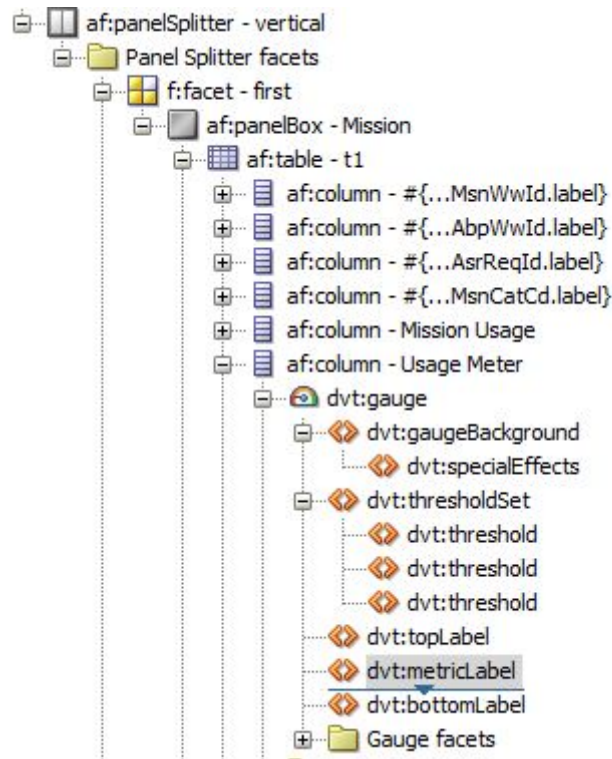 af:panelSplitter - vertical
Panel Splitter facets
f:facet - first
af:panelBox - Mission
af:table - t1
af:column - #{...MsnWwId.label}
af:column - #{...AbpWwId.label}
af:column - #{...AsrReqId.label}
af:column - #{...MsnCatCd.label}
af:column - Mission Usage
af:column - Usage Meter
dvt:gauge
dvt:gaugeBackground
dvt:specialEffects
dvt:thresholdSet
dvt:threshold
dvt:threshold
dvt:threshold
dvt:topLabel
dvt:metricLabel
dvt:bottomLabel
Gauge facets